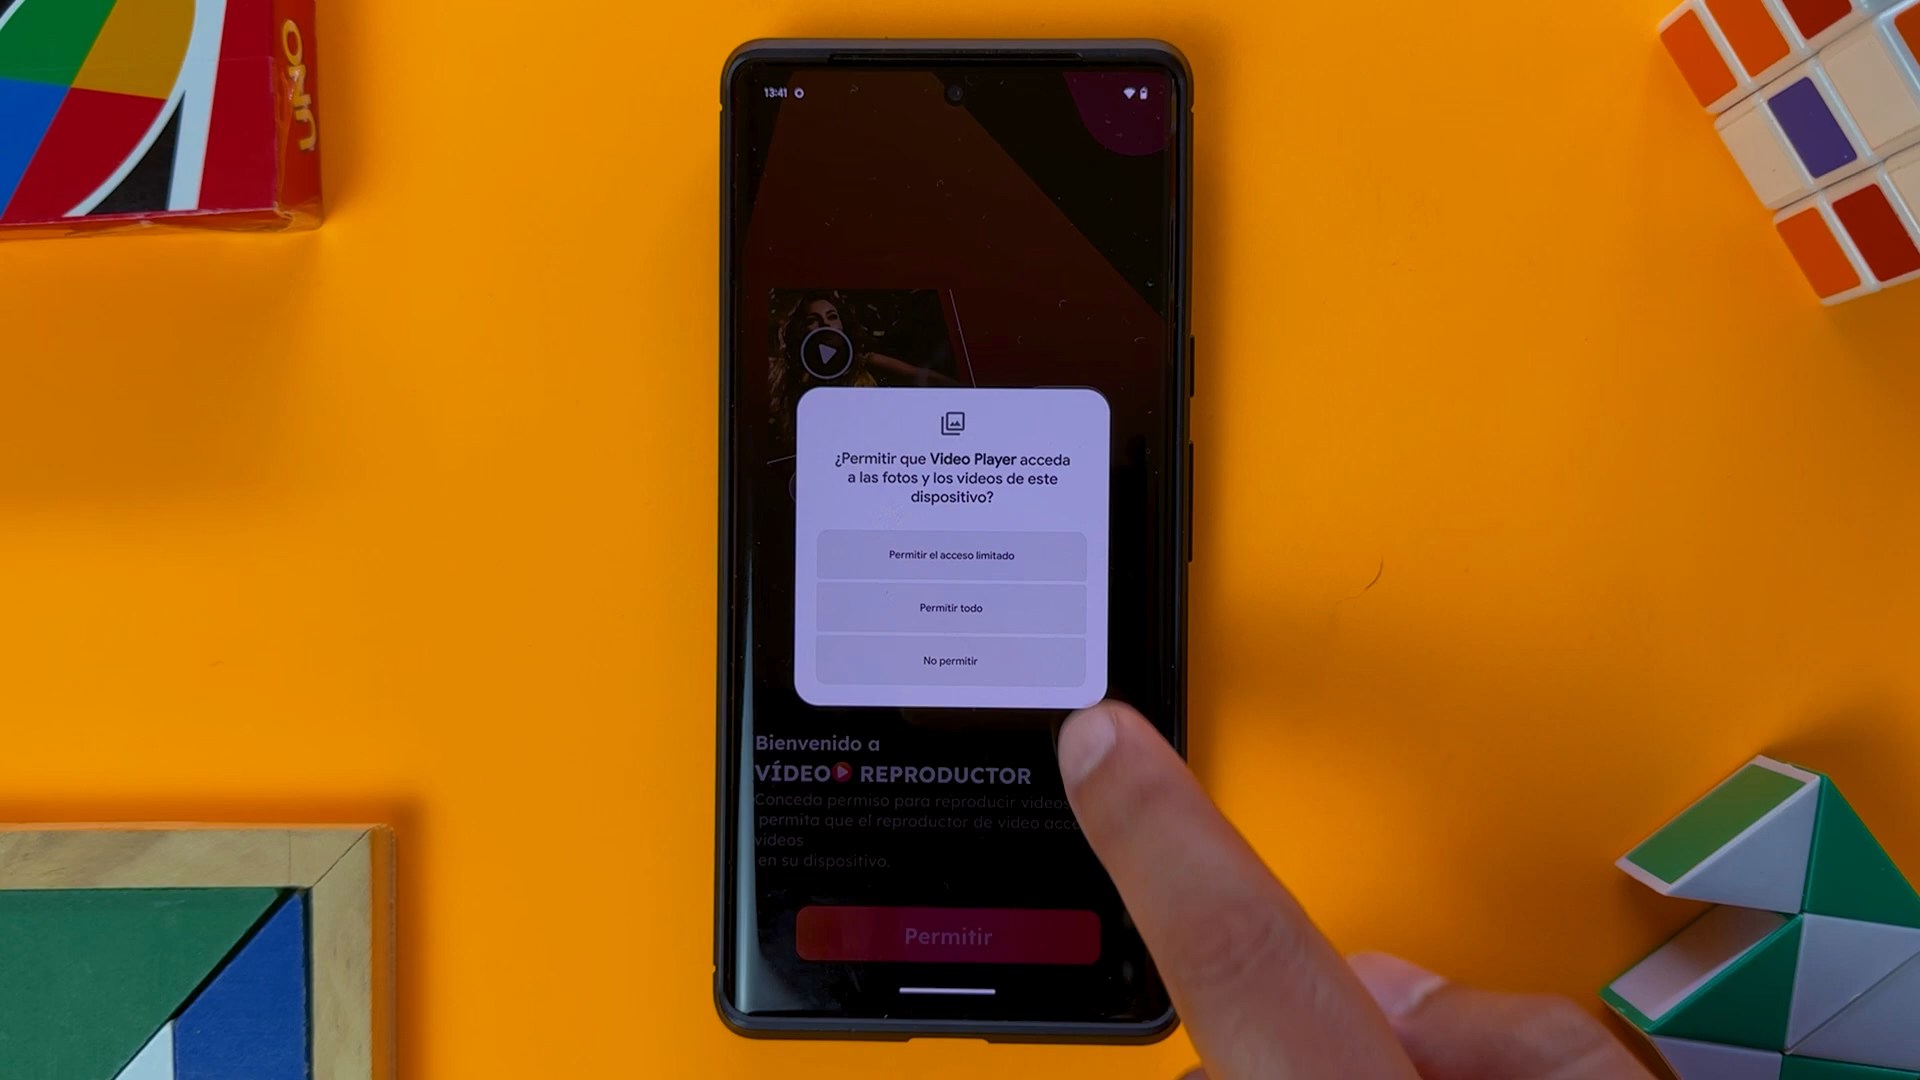 UNO
13:41
¿Permitir que Video Player acceda
a las fotos y los videos de este
dispositivo?
Permitir el acceso limitado
Permitir todo
No permitir
Bienvenido a
VÍDEO REPRODUCTOR
Conceda permiso para reproducir videos
permita que el reproductor de video
videos
en su dispositivo.
Permitir